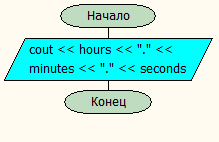 Начало
cout << hours << "." <<
minutes << "." << seconds
Конец